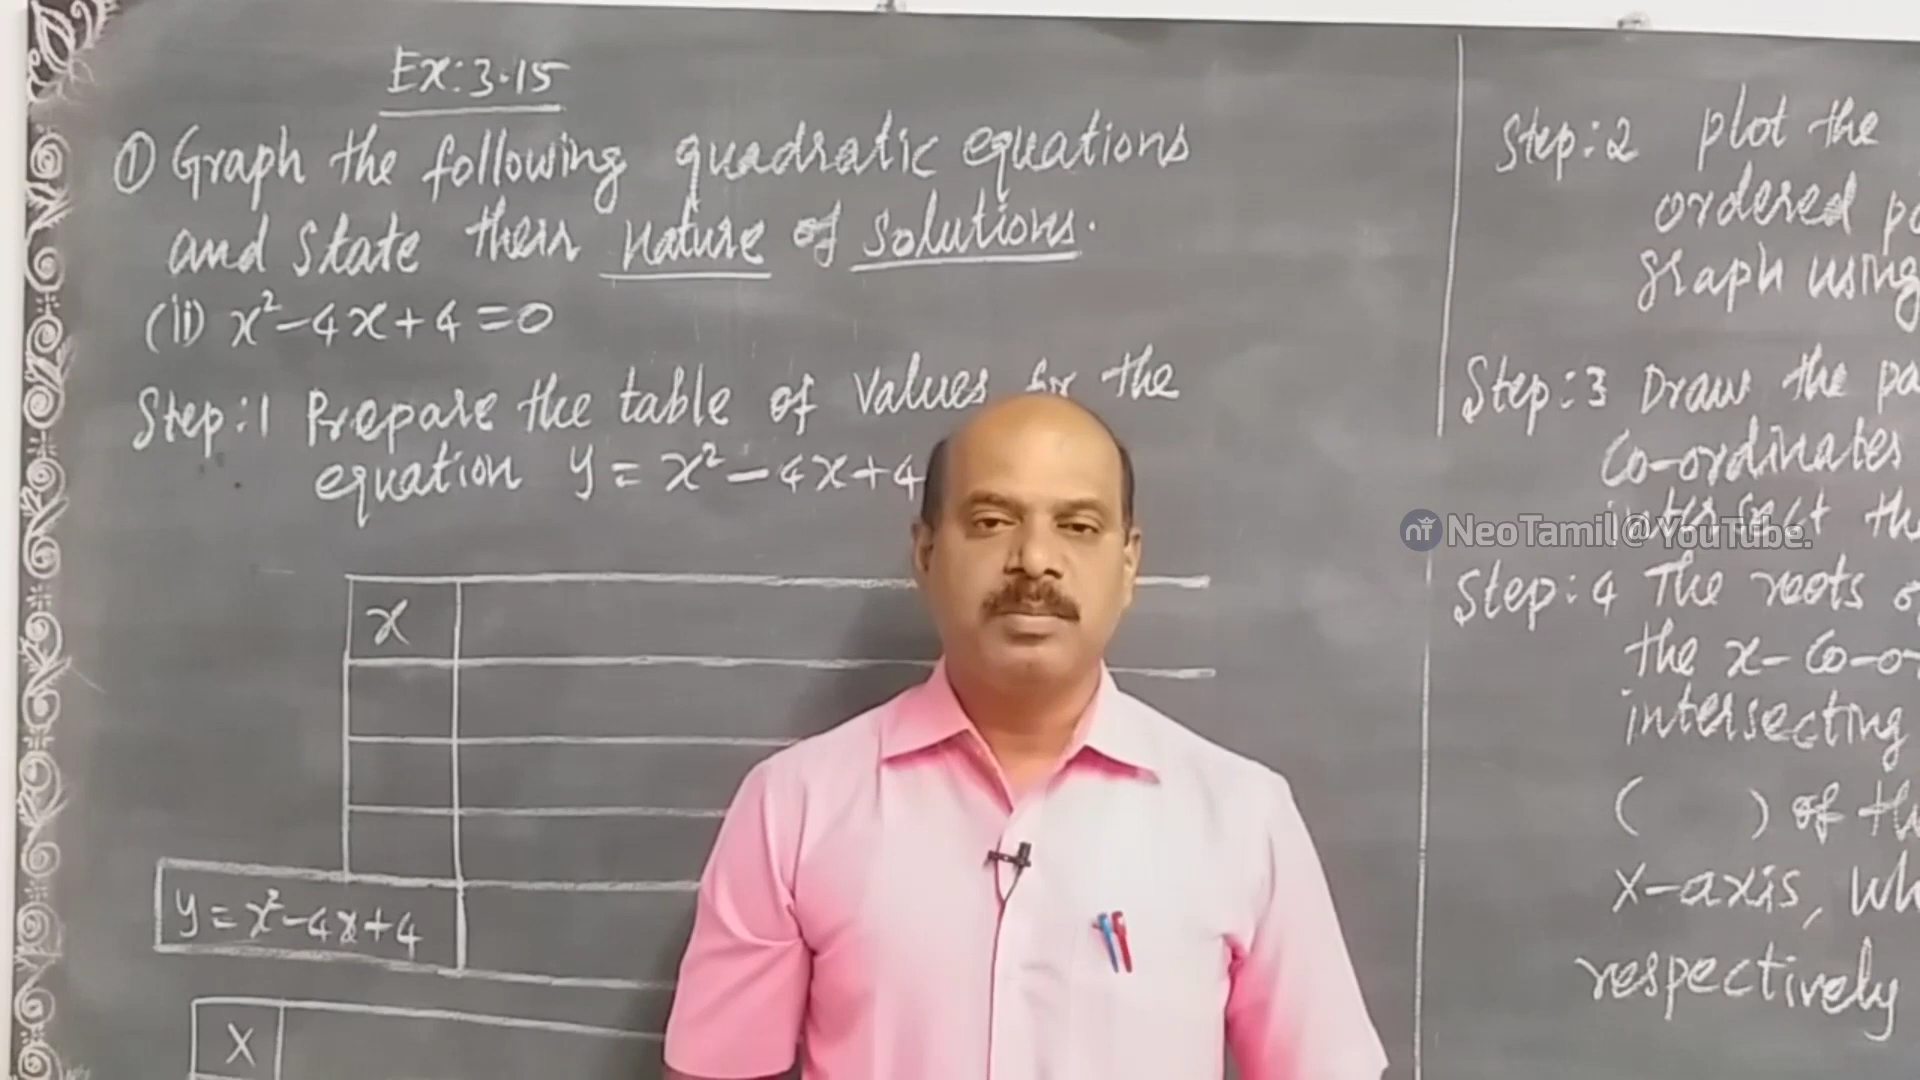 Ex: 3.15
① Graph the following quadratic equations
and state their nature of solutions.
(ii) x²-4x+4=0
Step:1 Prepare the table of values for the
equation y = x²-4x+4
x
y = x²-4x+4
X
Step:2 plot the
ordered
graph using
Step:3 Draw the
Co-ordinates
intersect
Step:4 The roots
the x-
intersecting
( ) of
X-axis,
respectively
NeoTamil@YouTube.